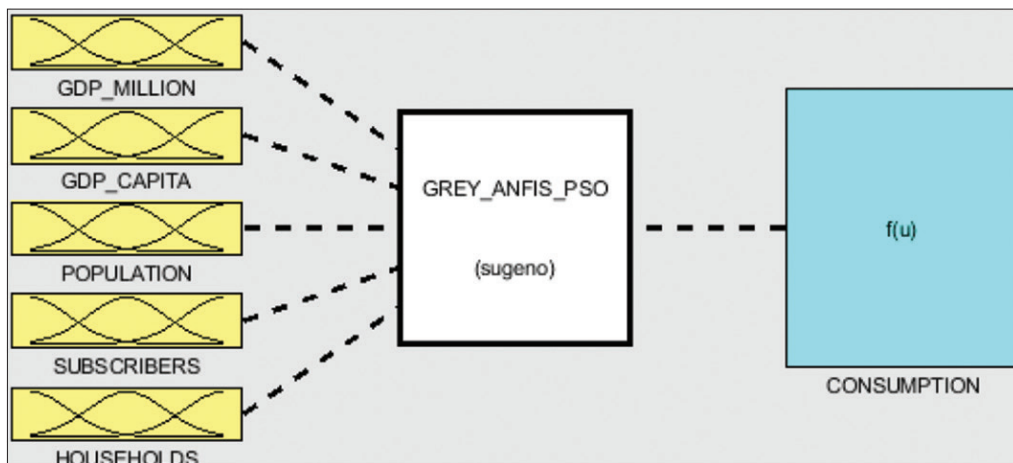 GDP_MILLION
GDP_CAPITA
POPULATION
SUBSCRIBERS
HOUSEHOLDS
GREY_ANFIS_PSO
(sugeno)
f(u)
CONSUMPTION